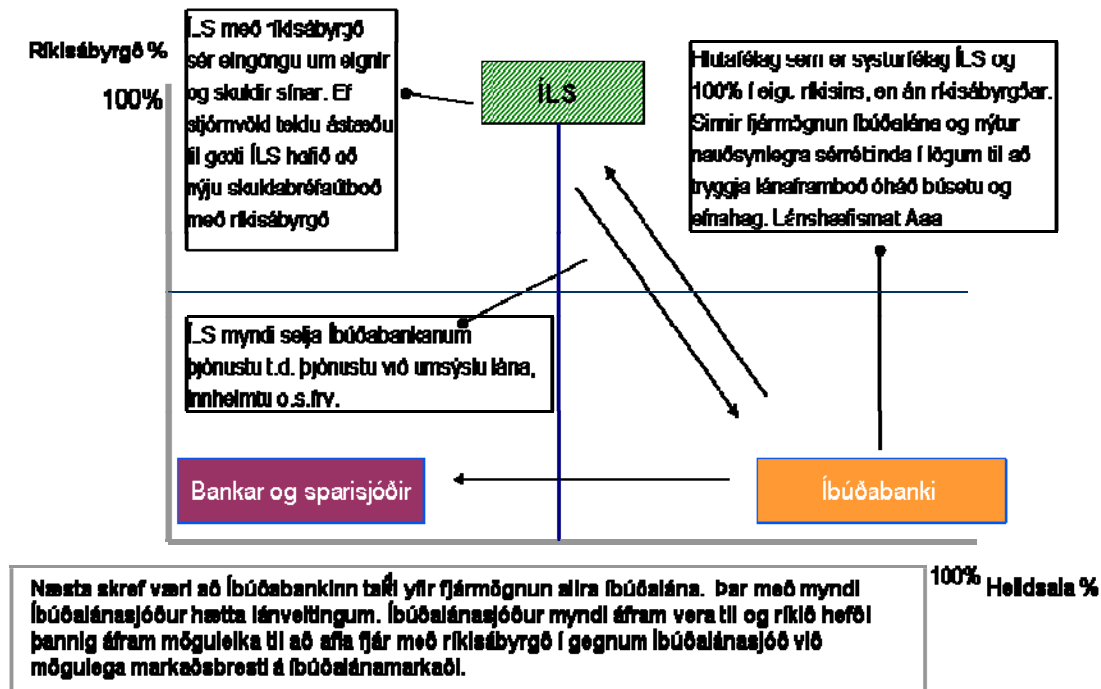 Ríkisábyrgð %
100%
ÍLS með ríkisábyrgð
sér eingöngu um eignir
og skuldir sínar. Ef
stjórnvöld teldu ástæðu
til gæti ÍLS hafið að
nýju skuldabréfaútboð
með ríkisábyrgð
ÍLS
Hlutafélag sem er systurfélag ÍLS og
100% í eigu ríkisins, en án ríkisábyrgðar.
Sinnir fjármögnun íbúðalána og nýtur
nauðsynlegra sérréttinda í lögum til að
tryggja lánaframboð óháð búsetu og
efnahag. Lánshæfismat Aaa
ÍLS myndi selja Íbúðabankanum
þjónustu t.d. þjónustu við umsýslu lána,
innheimtu o.s.frv.
Bankar og sparisjóðir
Íbúðabanki
100% Heildsala %
Næsta skref væri að Íbúðabankinn taki yfir fjármögnun allra íbúðalána. Þar með myndi
Íbúðalánasjóður hætta lánveitingum. Íbúðalánasjóður myndi áfram vera til og ríkið hefði
þannig áfram möguleika til að afla fjár með ríkisábyrgð í gegnum Íbúðalánasjóð við
mögulega markaðsbresti á íbúðalánamarkaði.